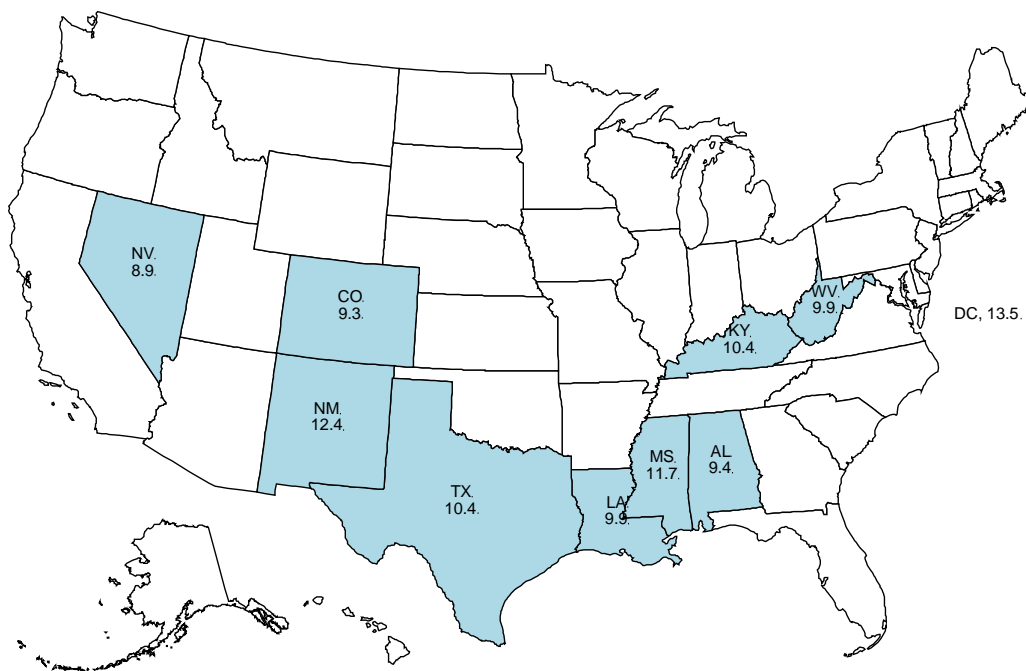 NV.
8.9.
CO.
9.3.
WV.
9.9.
DC, 13.5.
KY.
10.4.
NM.
12.4.
AL
9.4.
MS.
11.7.
TX.
10.4.
LA
9.9.